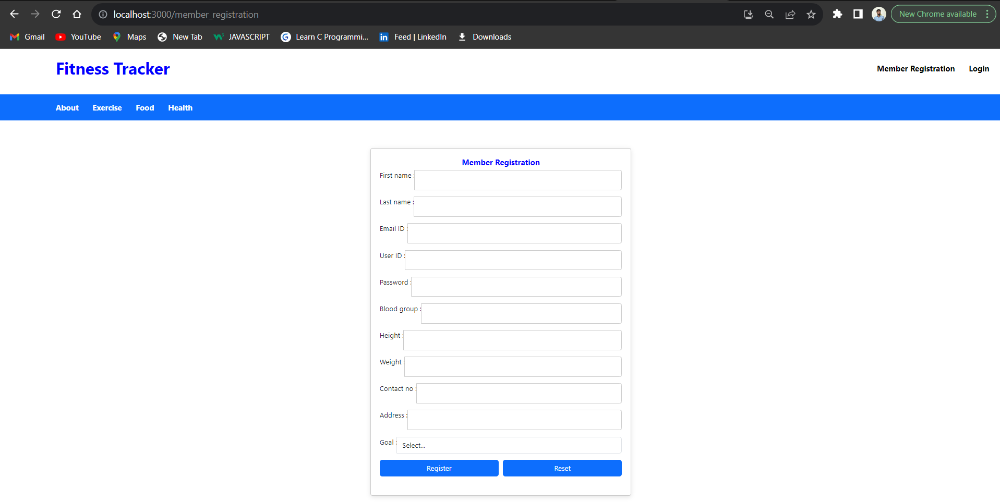 localhost:3000/member_registration
New Chrome available
Gmail YouTube Maps New Tab JAVASCRIPT Learn C Programmi... Feed | LinkedIn Downloads
Fitness Tracker
Member Registration Login
About Exercise Food Health
Member Registration
First name :
Last name :
Email ID :
User ID :
Password :
Blood group :
Height :
Weight :
Contact no :
Address :
Goal : Select...
Register Reset